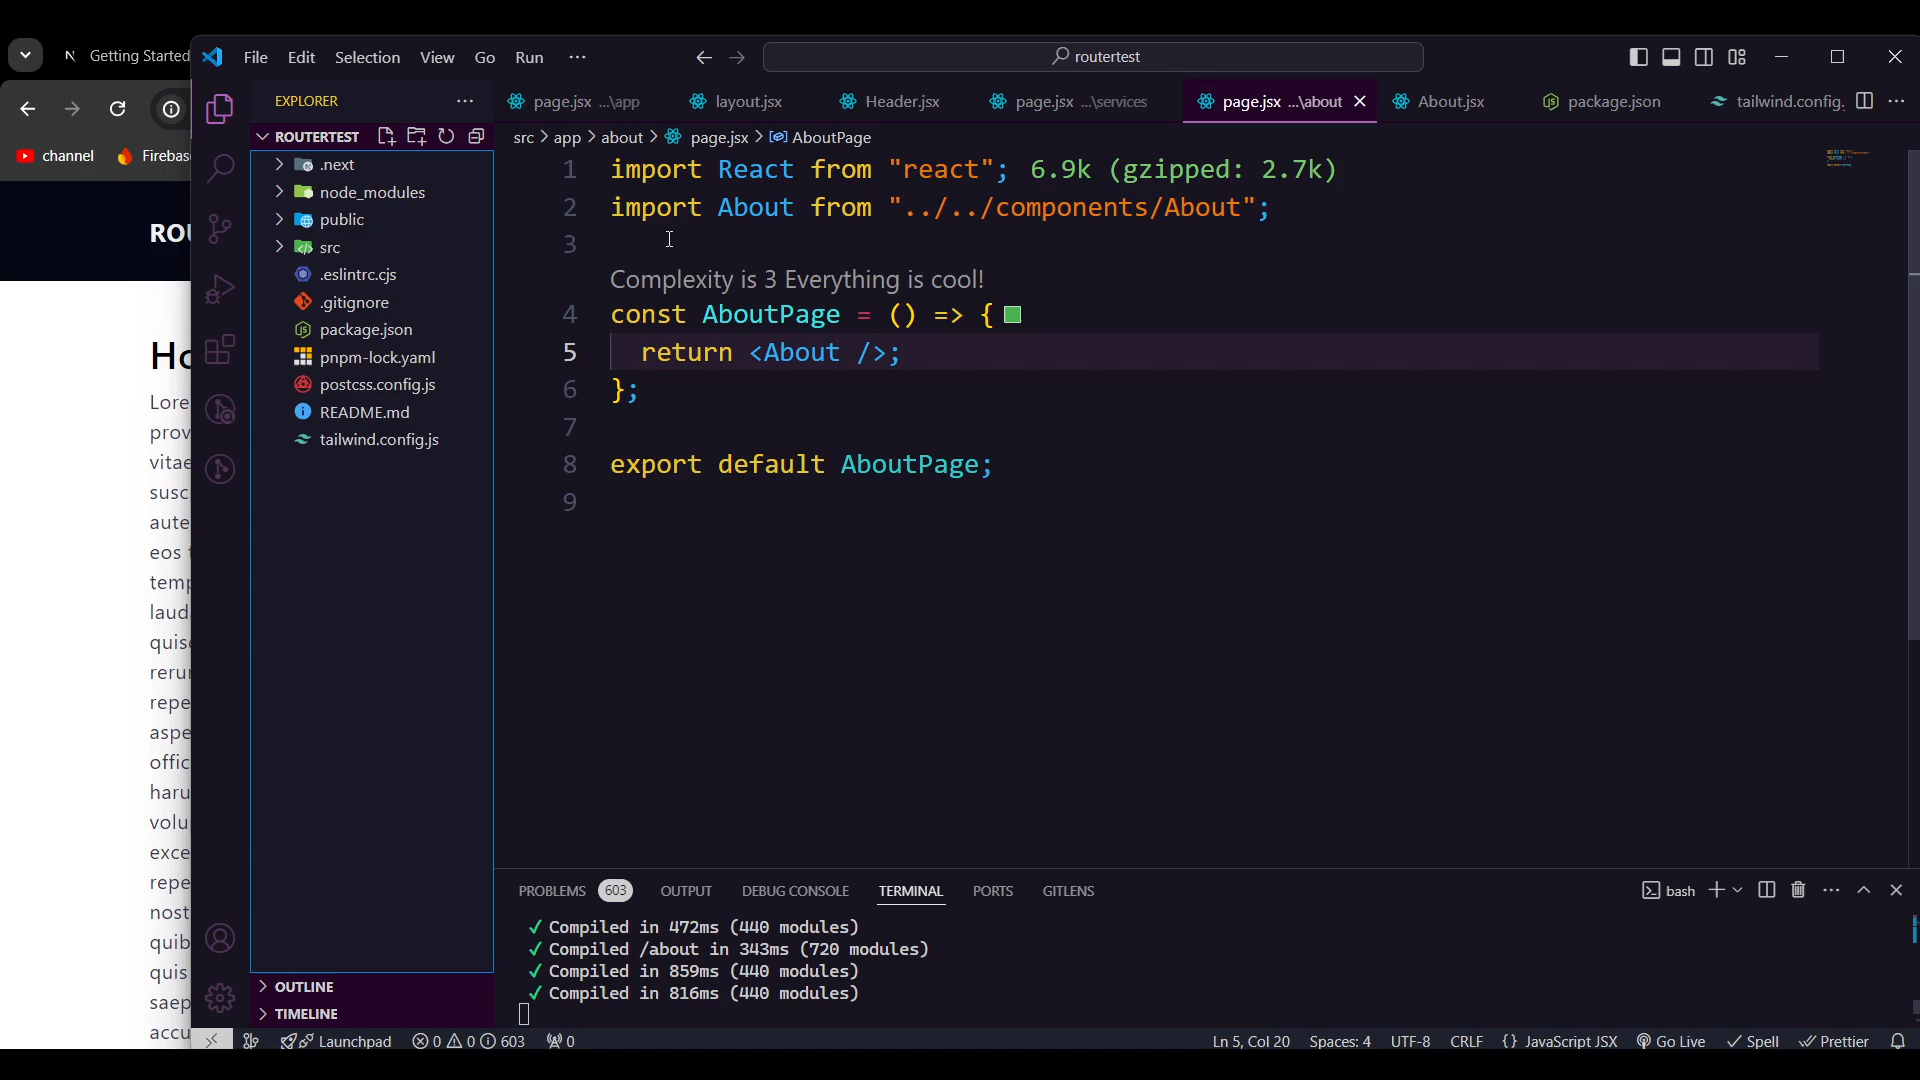 Getting Started
File Edit Selection View Go Run ···
routertest
EXPLORER
page.jsx ...\app
layout.jsx
Header.jsx
page.jsx ...\services
page.jsx ...\about
About.jsx
package.json
tailwind.config.
channel
Firebas
ROUTERTEST
src > app > about > page.jsx > AboutPage
.next
node_modules
public
src
.eslintrc.cjs
.gitignore
package.json
pnpm-lock.yaml
postcss.config.js
README.md
tailwind.config.js
1 import React from "react"; 6.9k (gzipped: 2.7k)
2 import About from "../../components/About";
3
Complexity is 3 Everything is cool!
4 const AboutPage = () => {
5 return <About />;
6 };
7
8 export default AboutPage;
9
ROU
Ho
Lore
prov
vitae
susc
aute
eos t
temp
lauda
quisc
rerur
repe
aspe
offic
haru
volu
exce
repe
nost
quib
quis
saep
accu
OUTLINE
TIMELINE
PROBLEMS 603 OUTPUT DEBUG CONSOLE TERMINAL PORTS GITLENS
bash
✓ Compiled in 472ms (440 modules)
✓ Compiled /about in 343ms (720 modules)
✓ Compiled in 859ms (440 modules)
✓ Compiled in 816ms (440 modules)
Launchpad 0 0 603 0
Ln 5, Col 20 Spaces: 4 UTF-8 CRLF {} JavaScript JSX Go Live Spell Prettier